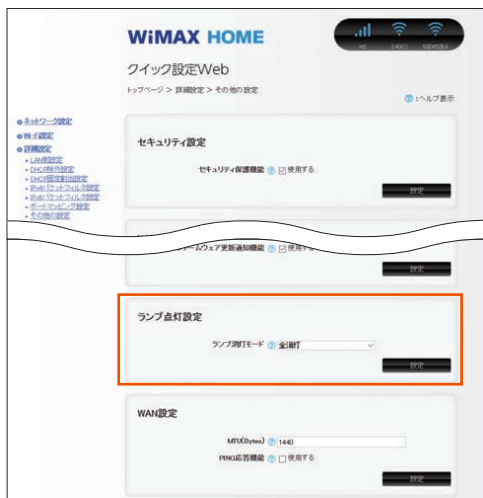 WiMAX HOME
クイック設定Web
トップページ > 詳細設定 > その他の設定
?:ヘルプ表示
ネットワーク設定
Wi-Fi設定
詳細設定
LAN側設定
DHCP除外設定
DHCP固定割当設定
IPv4パケットフィルタ設定
IPv6パケットフィルタ設定
ポートマッピング設定
その他の設定
セキュリティ設定
セキュリティ保護機能 ? 使用する
設定
ームウェア更新通知機能 ? 使用す
設定
ランプ点灯設定
ランプ消灯モード ? 全消灯
設定
WAN設定
MTU(Bytes) ? 1440
PING応答機能 ? 使用する
設定